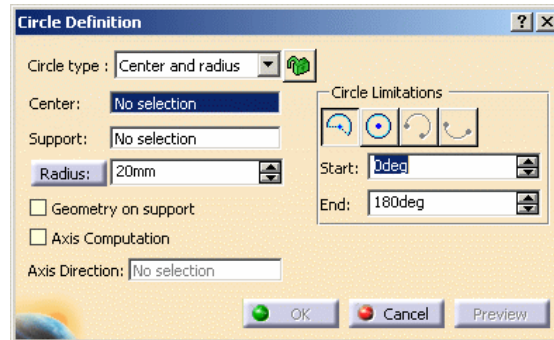 Circle Definition
Circle type : Center and radius
Center: No selection
Support: No selection
Radius: 20mm
Geometry on support
Axis Computation
Axis Direction: No selection
Circle Limitations
Start: 0deg
End: 180deg
OK Cancel Preview